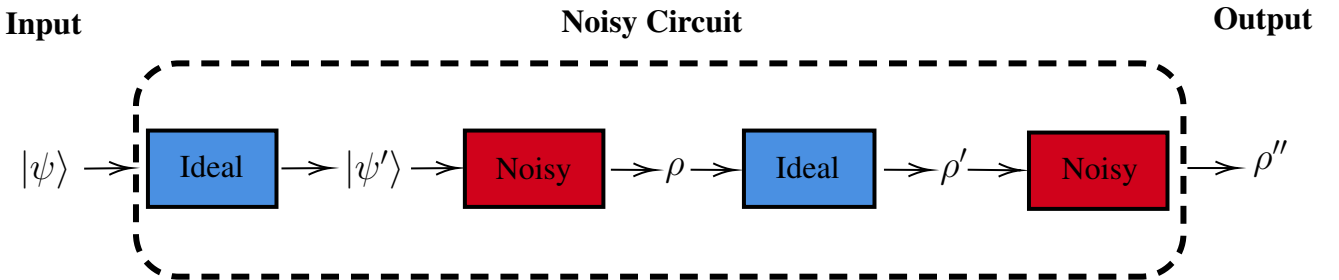 Input Noisy Circuit Output
|ψ⟩ Ideal |ψ′⟩ Noisy ρ Ideal ρ′ Noisy ρ′′